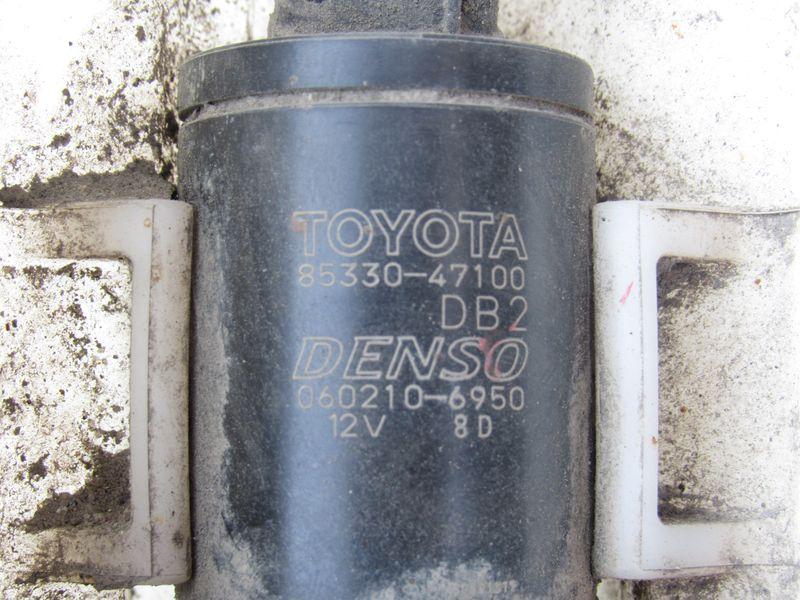 TOYOTA
85330-47100
DB2
DENSO
060210-6950
12V 8D